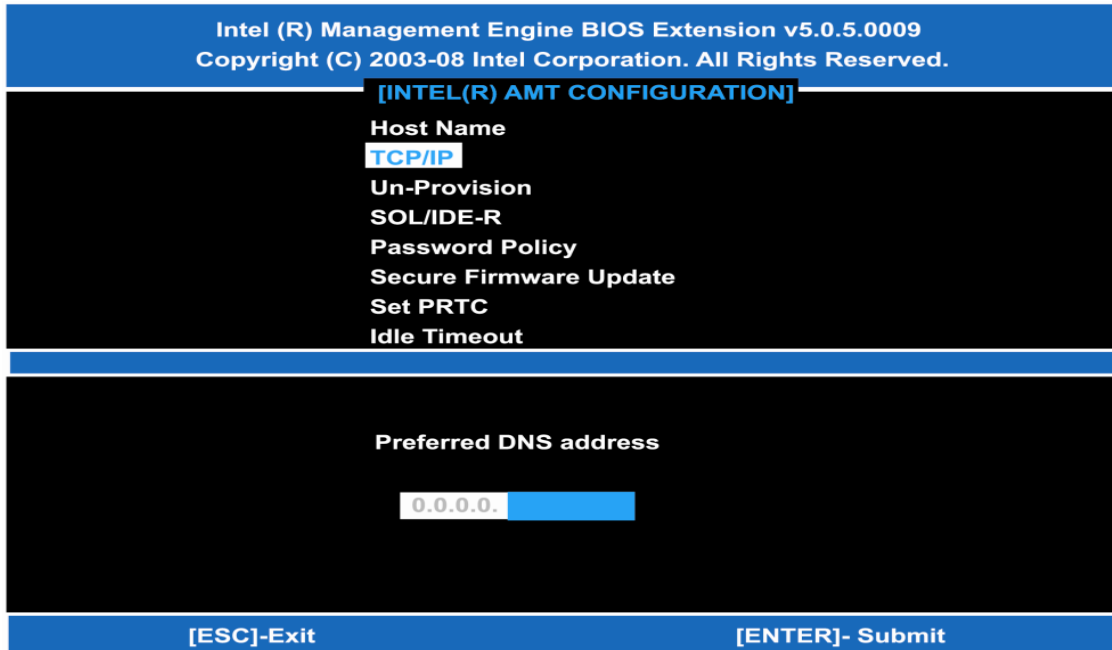 Intel (R) Management Engine BIOS Extension v5.0.5.0009
Copyright (C) 2003-08 Intel Corporation. All Rights Reserved.
[INTEL(R) AMT CONFIGURATION]
Host Name
TCP/IP
Un-Provision
SOL/IDE-R
Password Policy
Secure Firmware Update
Set PRTC
Idle Timeout
Preferred DNS address
0.0.0.0.
[ESC]-Exit
[ENTER]- Submit